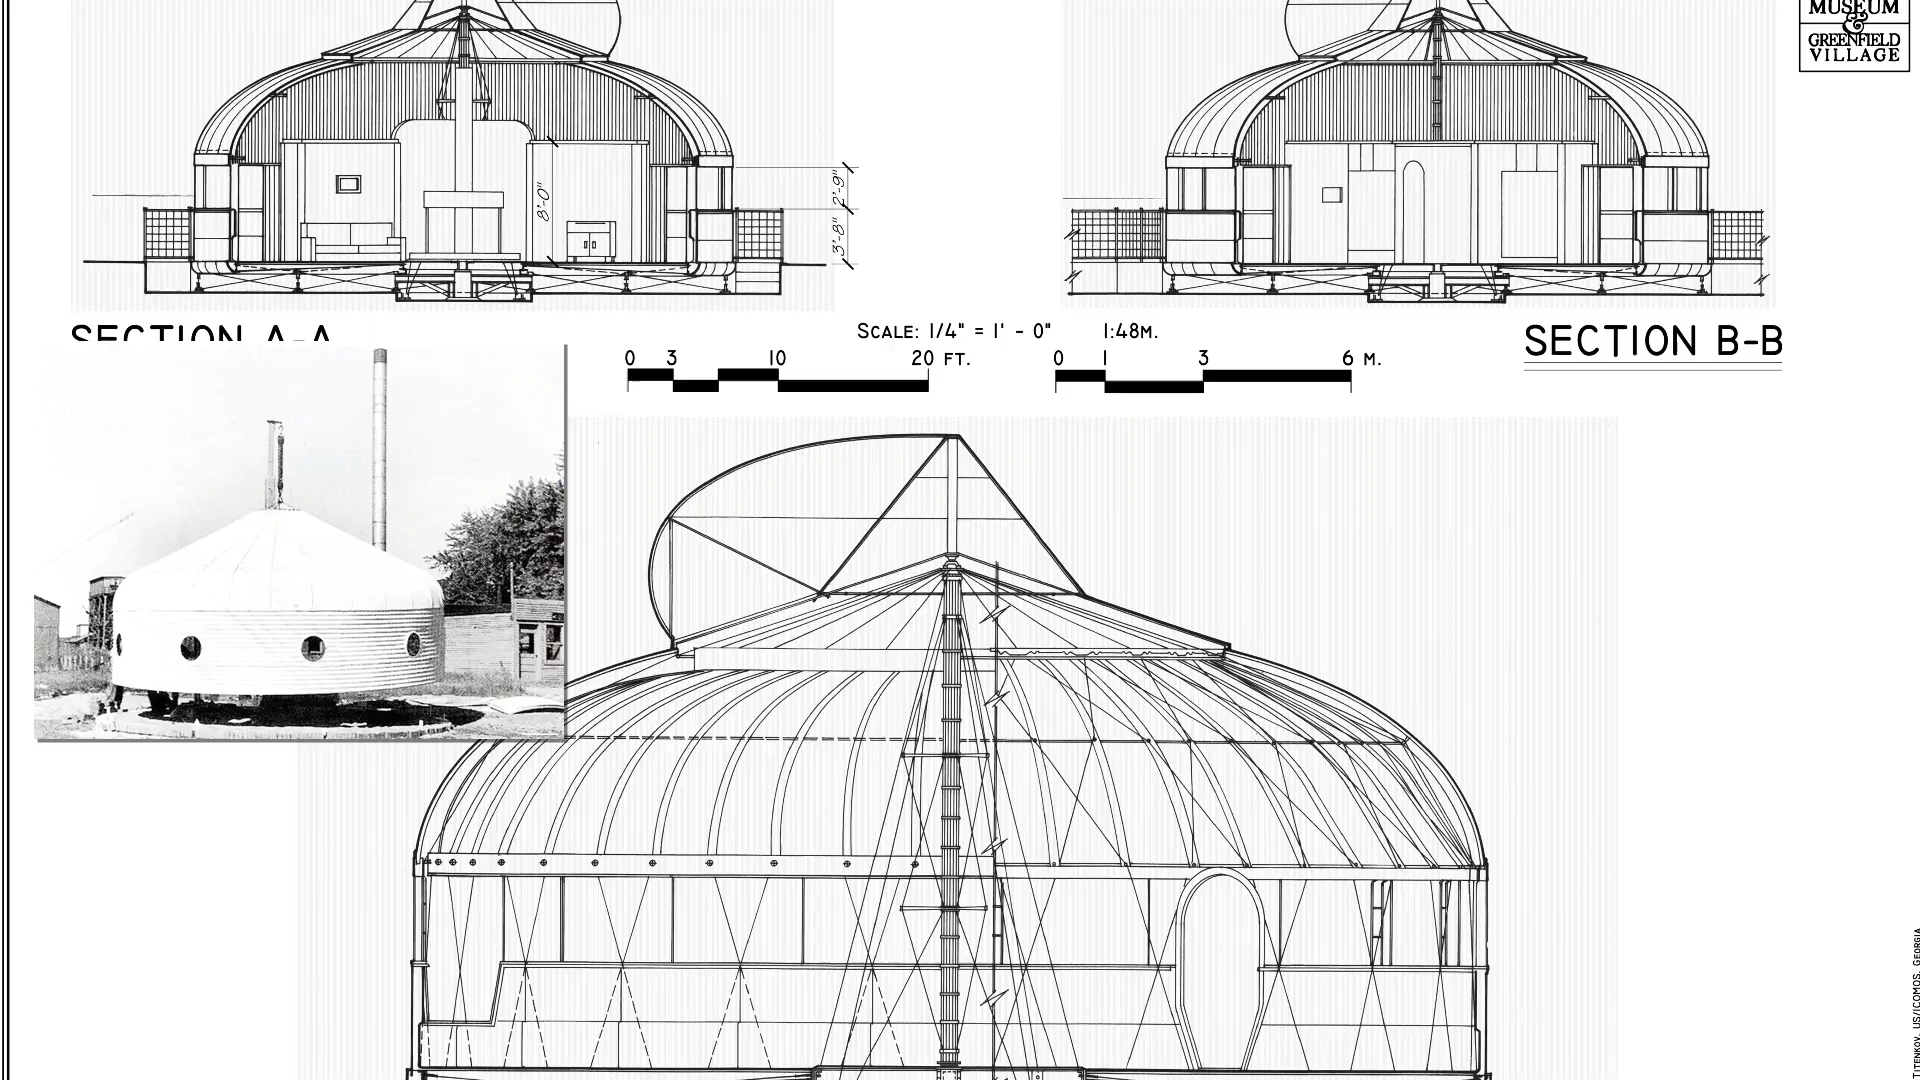 MUSEUM
&
GREENFIELD
VILLAGE
8'-0"
2'-9"
3'-8"
SECTION A-A
SCALE: 1/4" = 1' - 0" 1:48M.
0 3 10 20 FT. 0 1 3 6 M.
SECTION B-B
TITENKOV, US/ICOMOS, GEORGIA